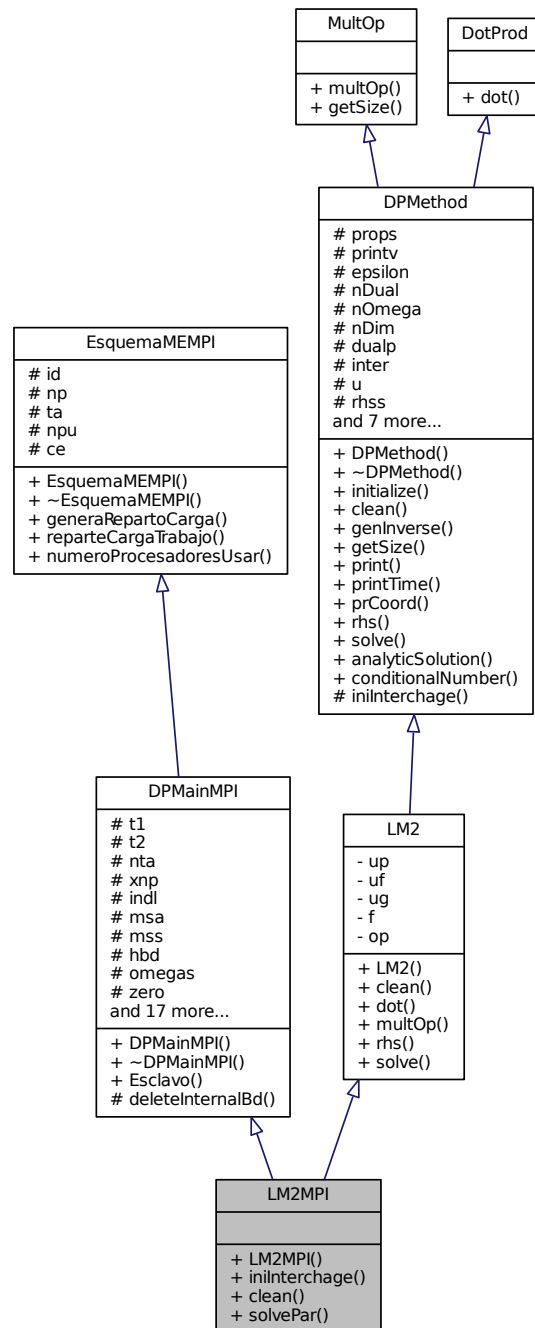 MultOp
+ multOp()
+ getSize()
DotProd
+ dot()
DPMethod
# props
# printv
# epsilon
# nDual
# nOmega
# nDim
# dualp
# inter
# u
# rhss
and 7 more...
+ DPMethod()
+ ~DPMethod()
+ initialize()
+ clean()
+ genInverse()
+ getSize()
+ print()
+ printTime()
+ prCoord()
+ rhs()
+ solve()
+ analyticSolution()
+ conditionalNumber()
# iniInterchage()
EsquemaMEMPI
# id
# np
# ta
# npu
# ce
+ EsquemaMEMPI()
+ ~EsquemaMEMPI()
+ generaRepartoCarga()
+ reparteCargaTrabajo()
+ numeroProcesadoresUsar()
DPMainMPI
# t1
# t2
# nta
# xnp
# indl
# msa
# mss
# hbd
# omegas
# zero
and 17 more...
+ DPMainMPI()
+ ~DPMainMPI()
+ Esclavo()
# deleteInternalBd()
LM2
- up
- uf
- ug
- f
- op
+ LM2()
+ clean()
+ dot()
+ multOp()
+ rhs()
+ solve()
LM2MPI
+ LM2MPI()
+ iniInterchage()
+ clean()
+ solvePar()